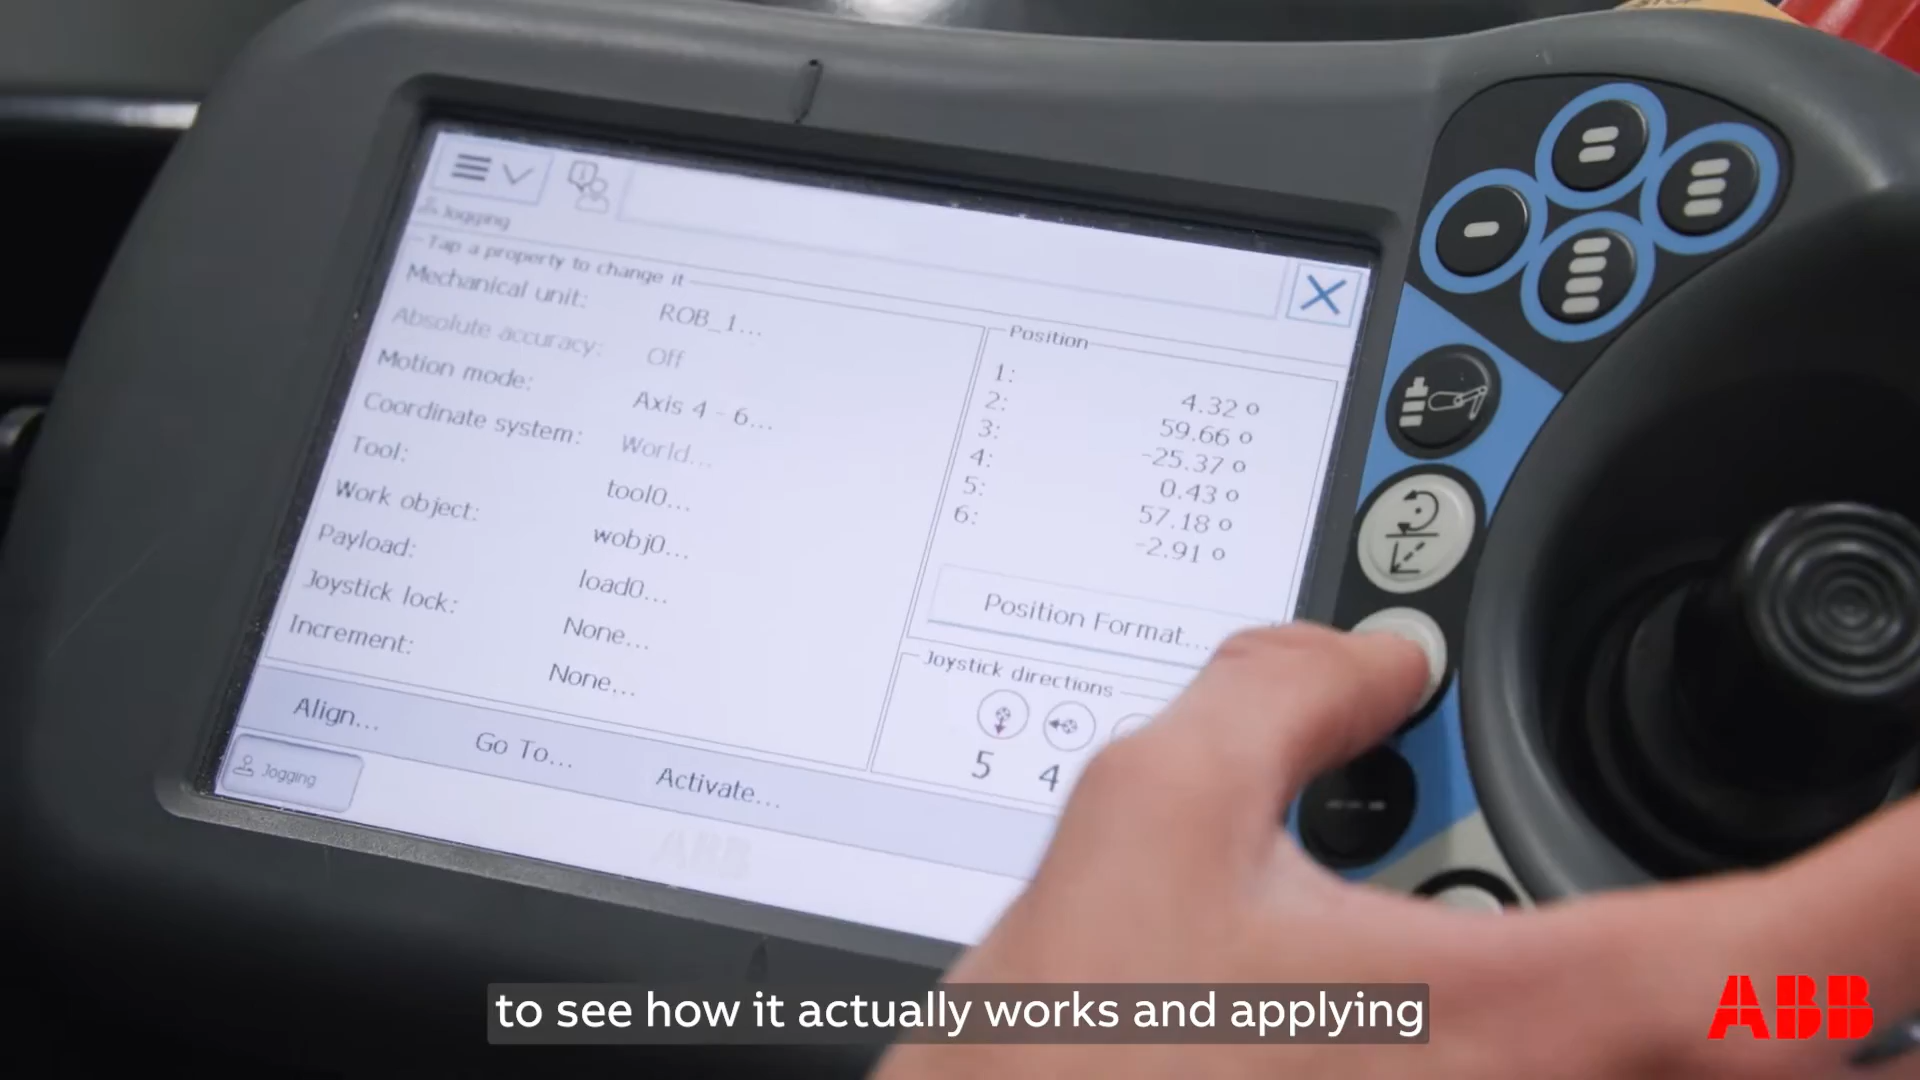 STOP
Jogging
Tap a property to change it
Mechanical unit: ROB_1...
Absolute accuracy: Off
Motion mode: Axis 4 - 6...
Coordinate system: World...
Tool: tool0...
Work object: wobj0...
Payload: load0...
Joystick lock: None...
Increment: None...
Position
1: 4.32 º
2: 59.66 º
3: -25.37 º
4: 0.43 º
5: 57.18 º
6: -2.91 º
Position Format...
Joystick directions
5 4
Align... Go To... Activate...
Jogging
ABB
to see how it actually works and applying
ABB